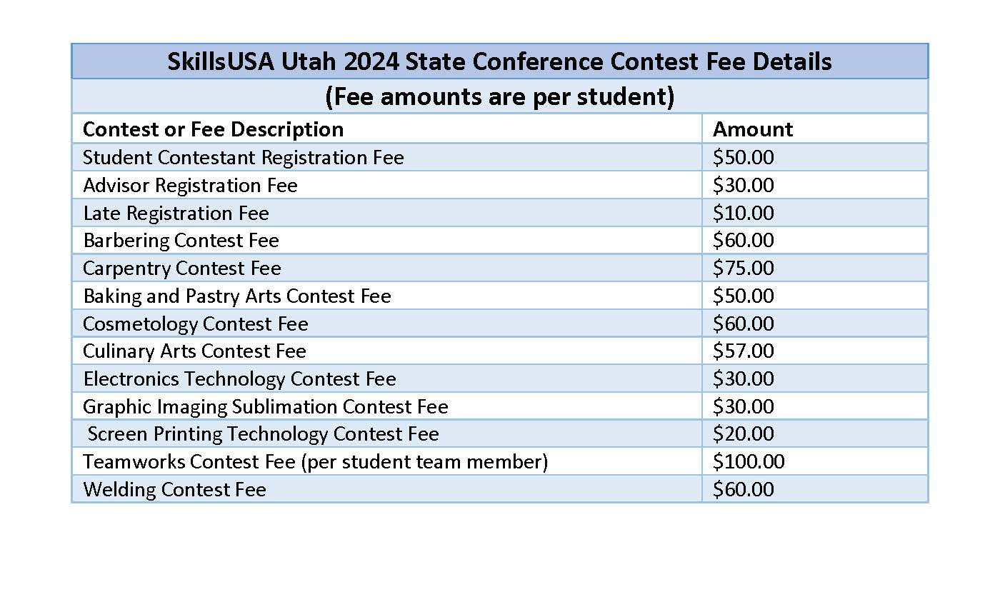 SkillsUSA Utah 2024 State Conference Contest Fee Details
(Fee amounts are per student)
Contest or Fee Description Amount
Student Contestant Registration Fee $50.00
Advisor Registration Fee $30.00
Late Registration Fee $10.00
Barbering Contest Fee $60.00
Carpentry Contest Fee $75.00
Baking and Pastry Arts Contest Fee $50.00
Cosmetology Contest Fee $60.00
Culinary Arts Contest Fee $57.00
Electronics Technology Contest Fee $30.00
Graphic Imaging Sublimation Contest Fee $30.00
Screen Printing Technology Contest Fee $20.00
Teamworks Contest Fee (per student team member) $100.00
Welding Contest Fee $60.00